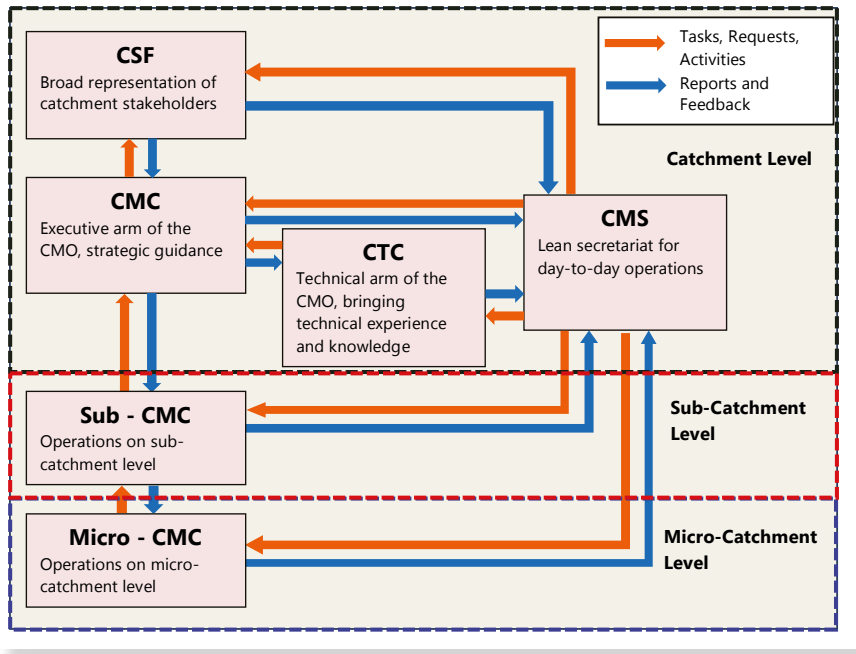 CSF
Broad representation of
catchment stakeholders
Tasks, Requests,
Activities
Reports and
Feedback
Catchment Level
CMC
Executive arm of the
CMO, strategic guidance
CTC
Technical arm of the
CMO, bringing
technical experience
and knowledge
CMS
Lean secretariat for
day-to-day operations
Sub - CMC
Operations on sub-
catchment level
Sub-Catchment
Level
Micro - CMC
Operations on micro-
catchment level
Micro-Catchment
Level